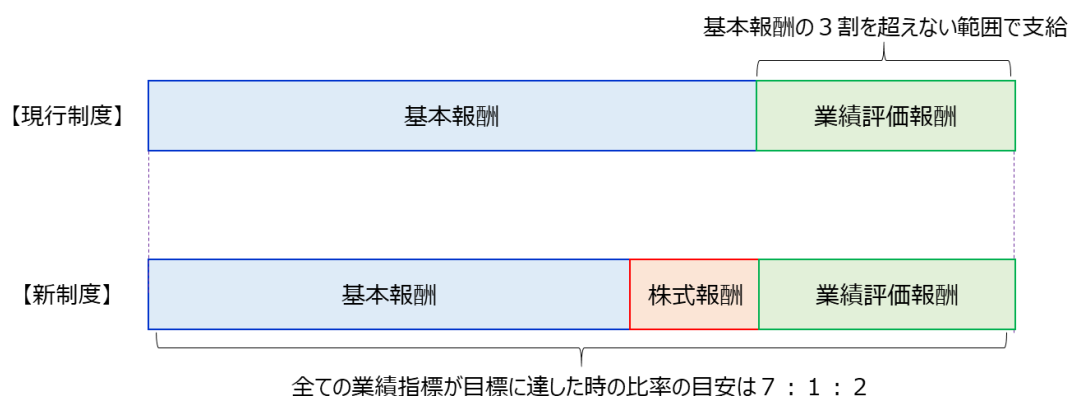 基本報酬の３割を超えない範囲で支給
【現行制度】 基本報酬 業績評価報酬
【新制度】 基本報酬 株式報酬 業績評価報酬
全ての業績指標が目標に達した時の比率の目安は７：１：２